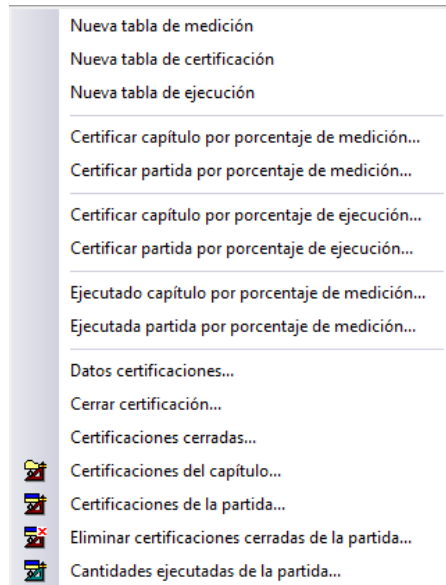 Nueva tabla de medición
Nueva tabla de certificación
Nueva tabla de ejecución
Certificar capítulo por porcentaje de medición...
Certificar partida por porcentaje de medición...
Certificar capítulo por porcentaje de ejecución...
Certificar partida por porcentaje de ejecución...
Ejecutado capítulo por porcentaje de medición...
Ejecutada partida por porcentaje de medición...
Datos certificaciones...
Cerrar certificación...
Certificaciones cerradas...
Certificaciones del capítulo...
Certificaciones de la partida...
Eliminar certificaciones cerradas de la partida...
Cantidades ejecutadas de la partida...